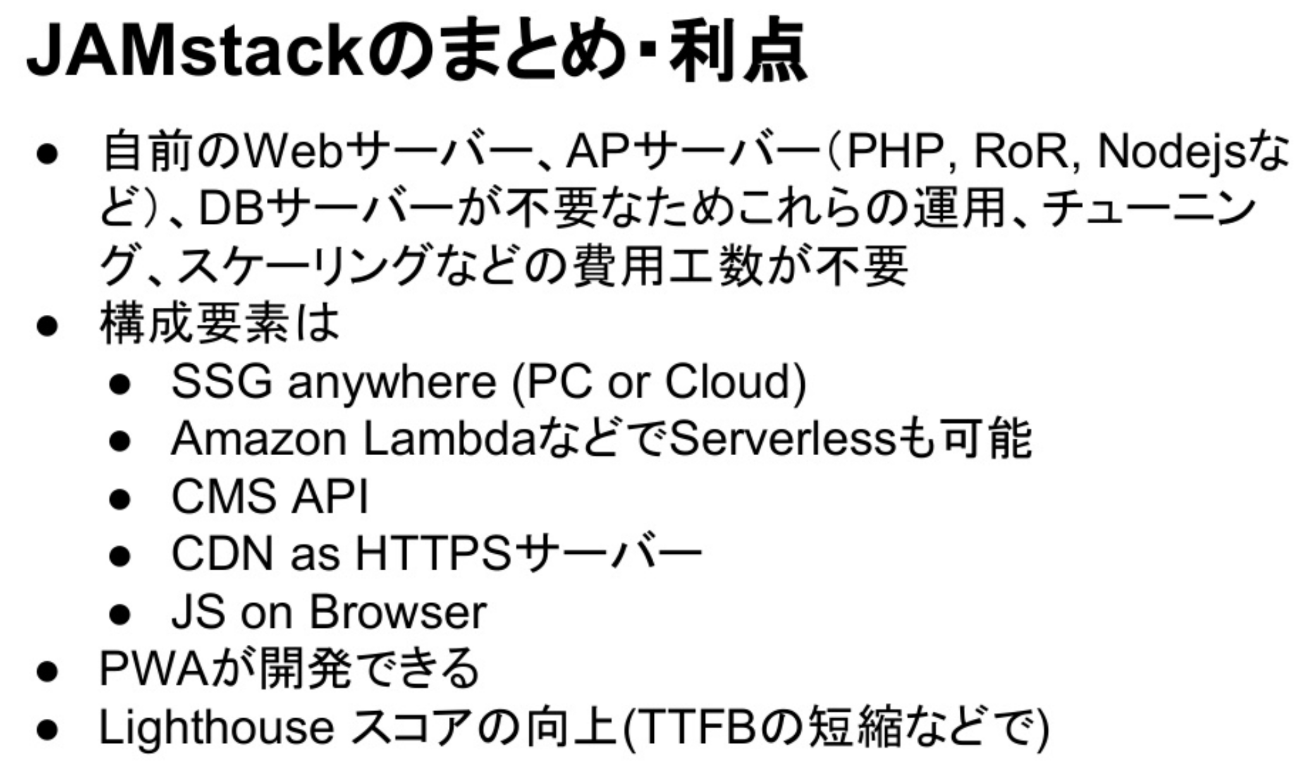 JAMstackのまとめ・利点
● 自前のWebサーバー、APサーバー（PHP, RoR, Nodejsな
ど）、DBサーバーが不要なためこれらの運用、チューニン
グ、スケーリングなどの費用工数が不要
● 構成要素は
● SSG anywhere (PC or Cloud)
● Amazon LambdaなどでServerlessも可能
● CMS API
● CDN as HTTPSサーバー
● JS on Browser
● PWAが開発できる
● Lighthouse スコアの向上(TTFBの短縮などで)